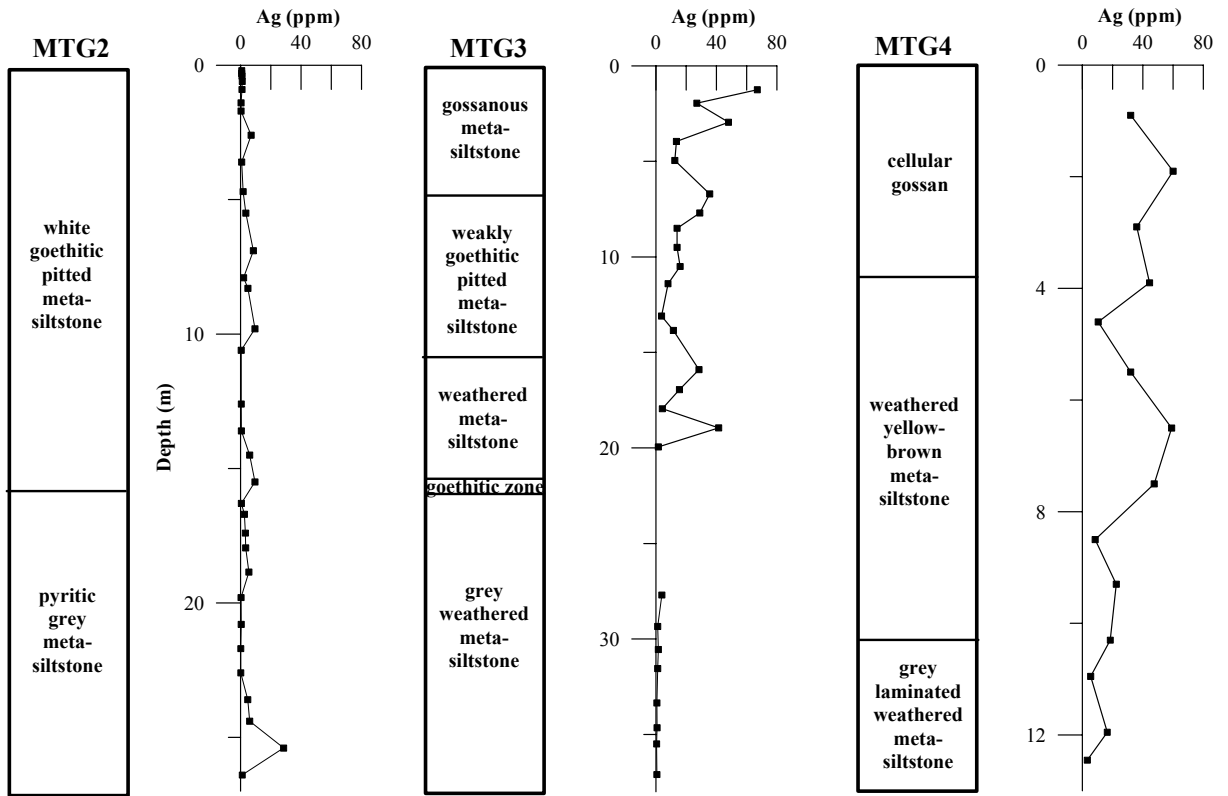 Ag (ppm)
MTG2
0 40 80
0
10
20
Depth (m)
white
goethitic
pitted
meta-
siltstone
pyritic
grey
meta-
siltstone
Ag (ppm)
MTG3
0 40 80
0
10
20
30
gossanous
meta-
siltstone
weakly
goethitic
pitted
meta-
siltstone
weathered
meta-
siltstone
goethitic zone
grey
weathered
meta-
siltstone
Ag (ppm)
MTG4
0 40 80
0
4
8
12
cellular
gossan
weathered
yellow-
brown
meta-
siltstone
grey
laminated
weathered
meta-
siltstone